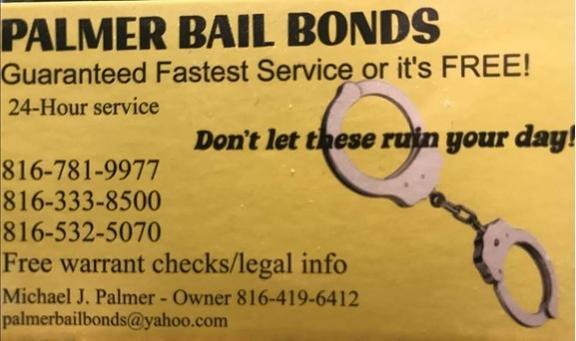 PALMER BAIL BONDS
Guaranteed Fastest Service or it's FREE!
24-Hour service
Don't let these ruin your day!
816-781-9977
816-333-8500
816-532-5070
Free warrant checks/legal info
Michael J. Palmer - Owner 816-419-6412
palmerbailbonds@yahoo.com